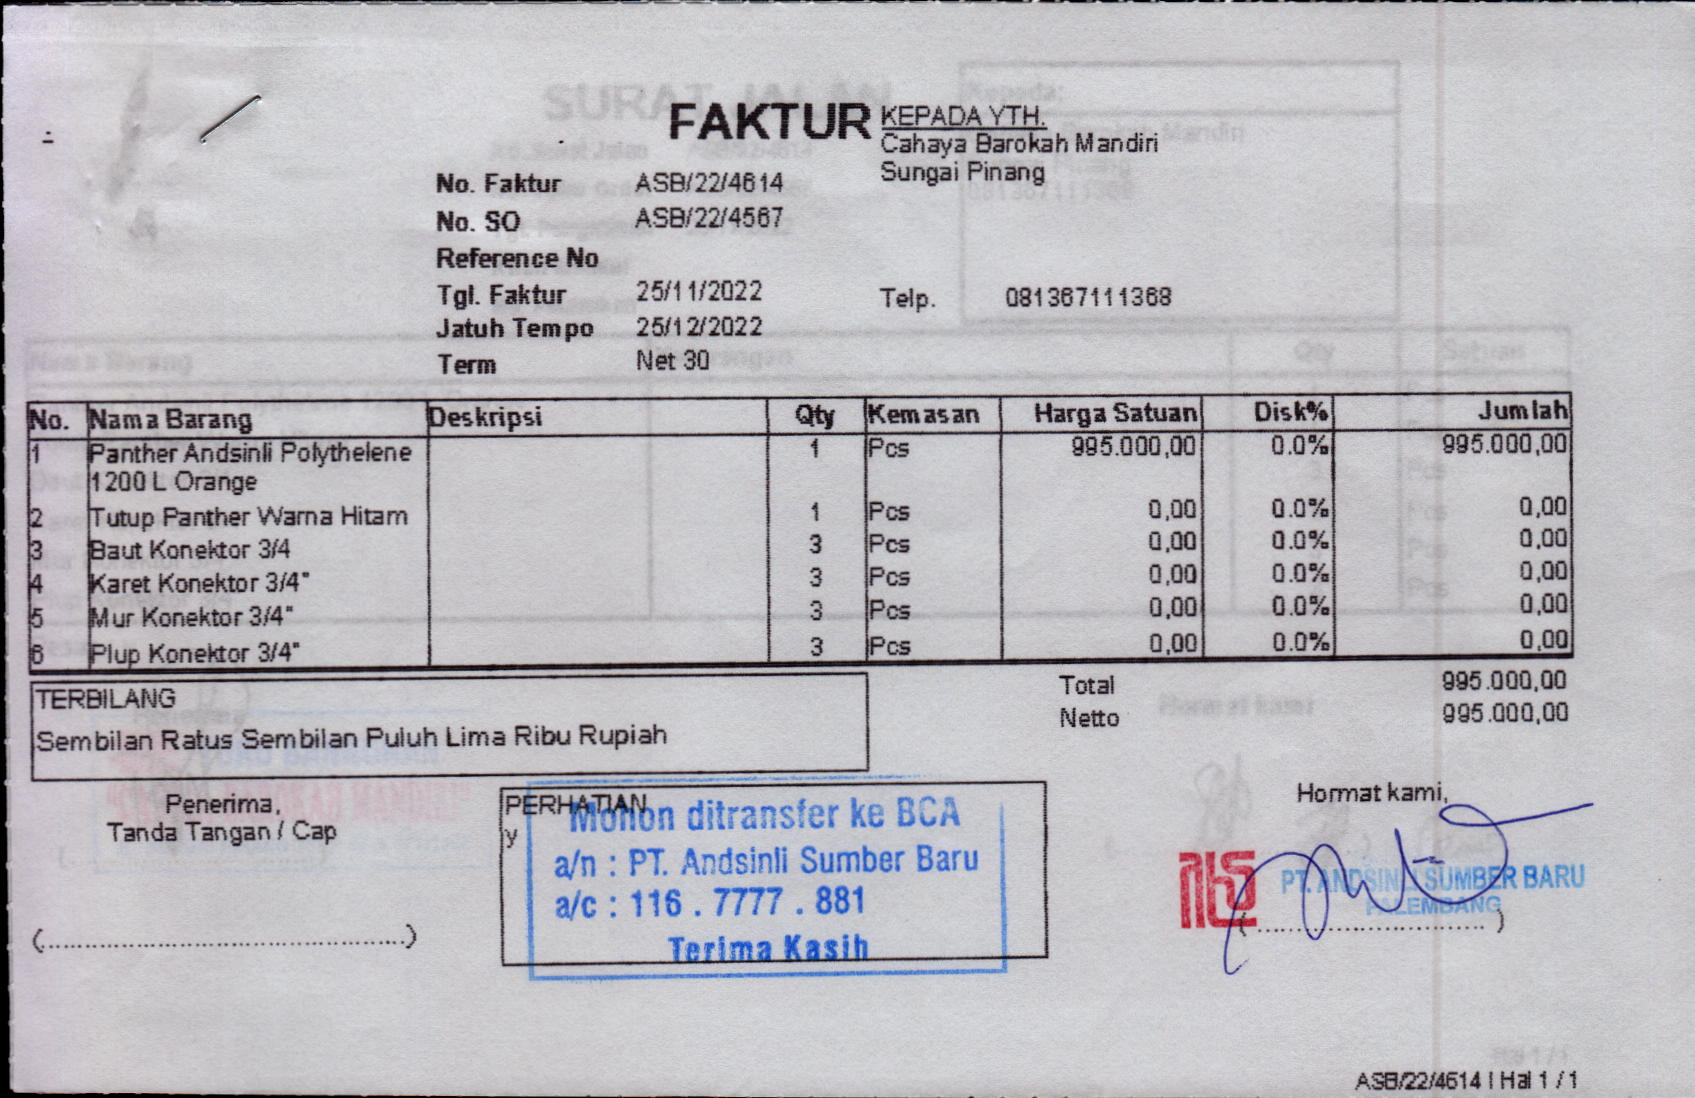 FAKTUR
KEPADA YTH.
Cahaya Barokah Mandiri
Sungai Pinang
No. Faktur ASB/22/4614
No. SO ASB/22/4567
Reference No
Tgl. Faktur 25/11/2022
Telp. 081367111368
Jatuh Tempo 25/12/2022
Term Net 30
No. Nama Barang Deskripsi Qty Kemasan Harga Satuan Disk% Jumlah
1 Panther Andsinli Polythelene 1 Pcs 995.000,00 0.0% 995.000,00
1200 L Orange
2 Tutup Panther Warna Hitam 1 Pcs 0,00 0.0% 0,00
3 Baut Konektor 3/4 3 Pcs 0,00 0.0% 0,00
4 Karet Konektor 3/4" 3 Pcs 0,00 0.0% 0,00
5 Mur Konektor 3/4" 3 Pcs 0,00 0.0% 0,00
6 Plup Konektor 3/4" 3 Pcs 0,00 0.0% 0,00
Total 995.000,00
Netto 995.000,00
TERBILANG
Sembilan Ratus Sembilan Puluh Lima Ribu Rupiah
Penerima,
Tanda Tangan / Cap
PERHATIAN
y
Mohon ditransfer ke BCA
a/n : PT. Andsinli Sumber Baru
a/c : 116 . 7777 . 881
Terima Kasih
Hormat kami,
PT. ANDSINLI SUMBER BARU
PALEMBANG
ASB/22/4614 | Hal 1 / 1